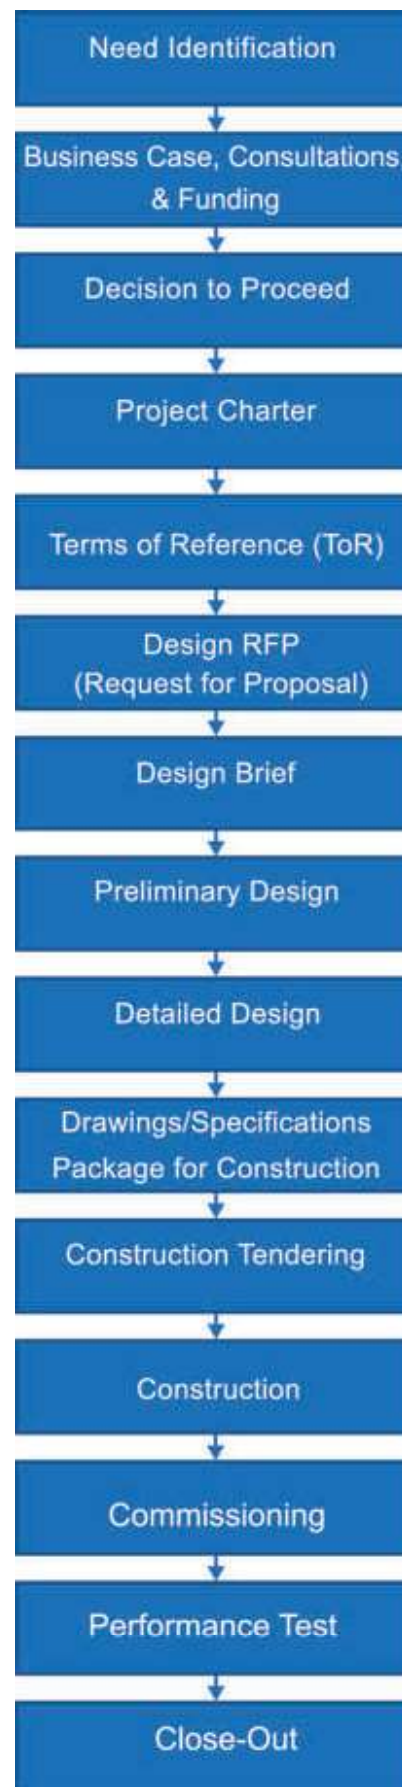 Need Identification
Business Case, Consultations,
& Funding
Decision to Proceed
Project Charter
Terms of Reference (ToR)
Design RFP
(Request for Proposal)
Design Brief
Preliminary Design
Detailed Design
Drawings/Specifications
Package for Construction
Construction Tendering
Construction
Commissioning
Performance Test
Close-Out